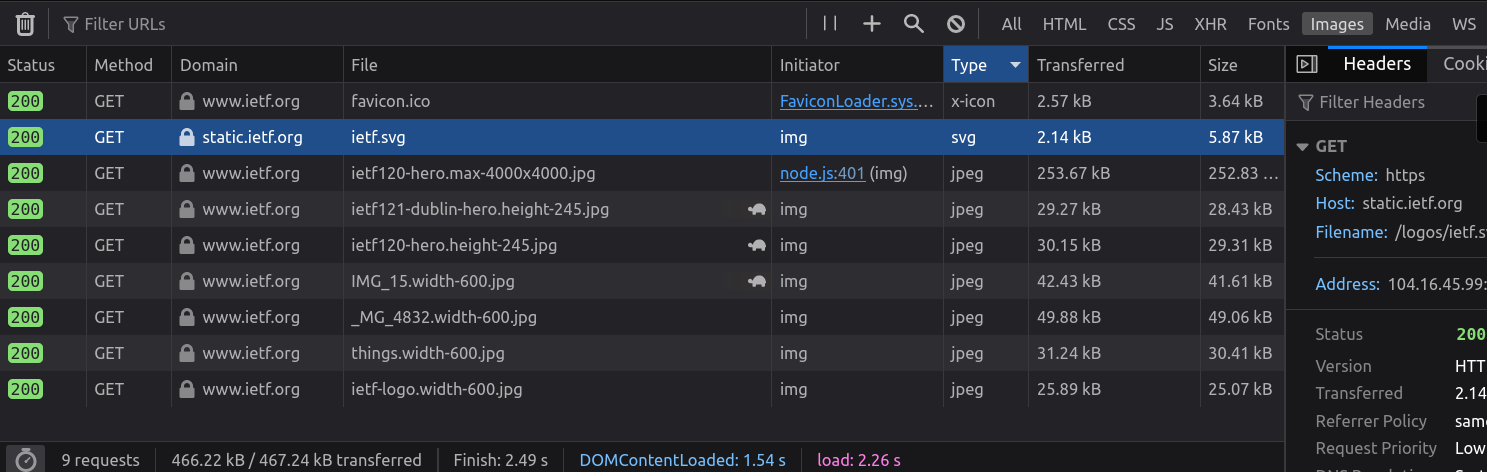 Filter URLs All HTML CSS JS XHR Fonts Images Media WS
Status Method Domain File Initiator Type Transferred Size Headers Cooki
200 GET www.ietf.org favicon.ico FaviconLoader.sys.… x-icon 2.57 kB 3.64 kB Filter Headers
200 GET static.ietf.org ietf.svg img svg 2.14 kB 5.87 kB GET
200 GET www.ietf.org ietf120-hero.max-4000x4000.jpg node.js:401 (img) jpeg 253.67 kB 252.83 … Scheme: https
200 GET www.ietf.org ietf121-dublin-hero.height-245.jpg img jpeg 29.27 kB 28.43 kB Host: static.ietf.org
200 GET www.ietf.org ietf120-hero.height-245.jpg img jpeg 30.15 kB 29.31 kB Filename: /logos/ietf.s
200 GET www.ietf.org IMG_15.width-600.jpg img jpeg 42.43 kB 41.61 kB Address: 104.16.45.99:
200 GET www.ietf.org _MG_4832.width-600.jpg img jpeg 49.88 kB 49.06 kB Status 200
200 GET www.ietf.org things.width-600.jpg img jpeg 31.24 kB 30.41 kB Version HTT
200 GET www.ietf.org ietf-logo.width-600.jpg img jpeg 25.89 kB 25.07 kB Transferred 2.14
Referrer Policy same
Request Priority Low
9 requests 466.22 kB / 467.24 kB transferred Finish: 2.49 s DOMContentLoaded: 1.54 s load: 2.26 s